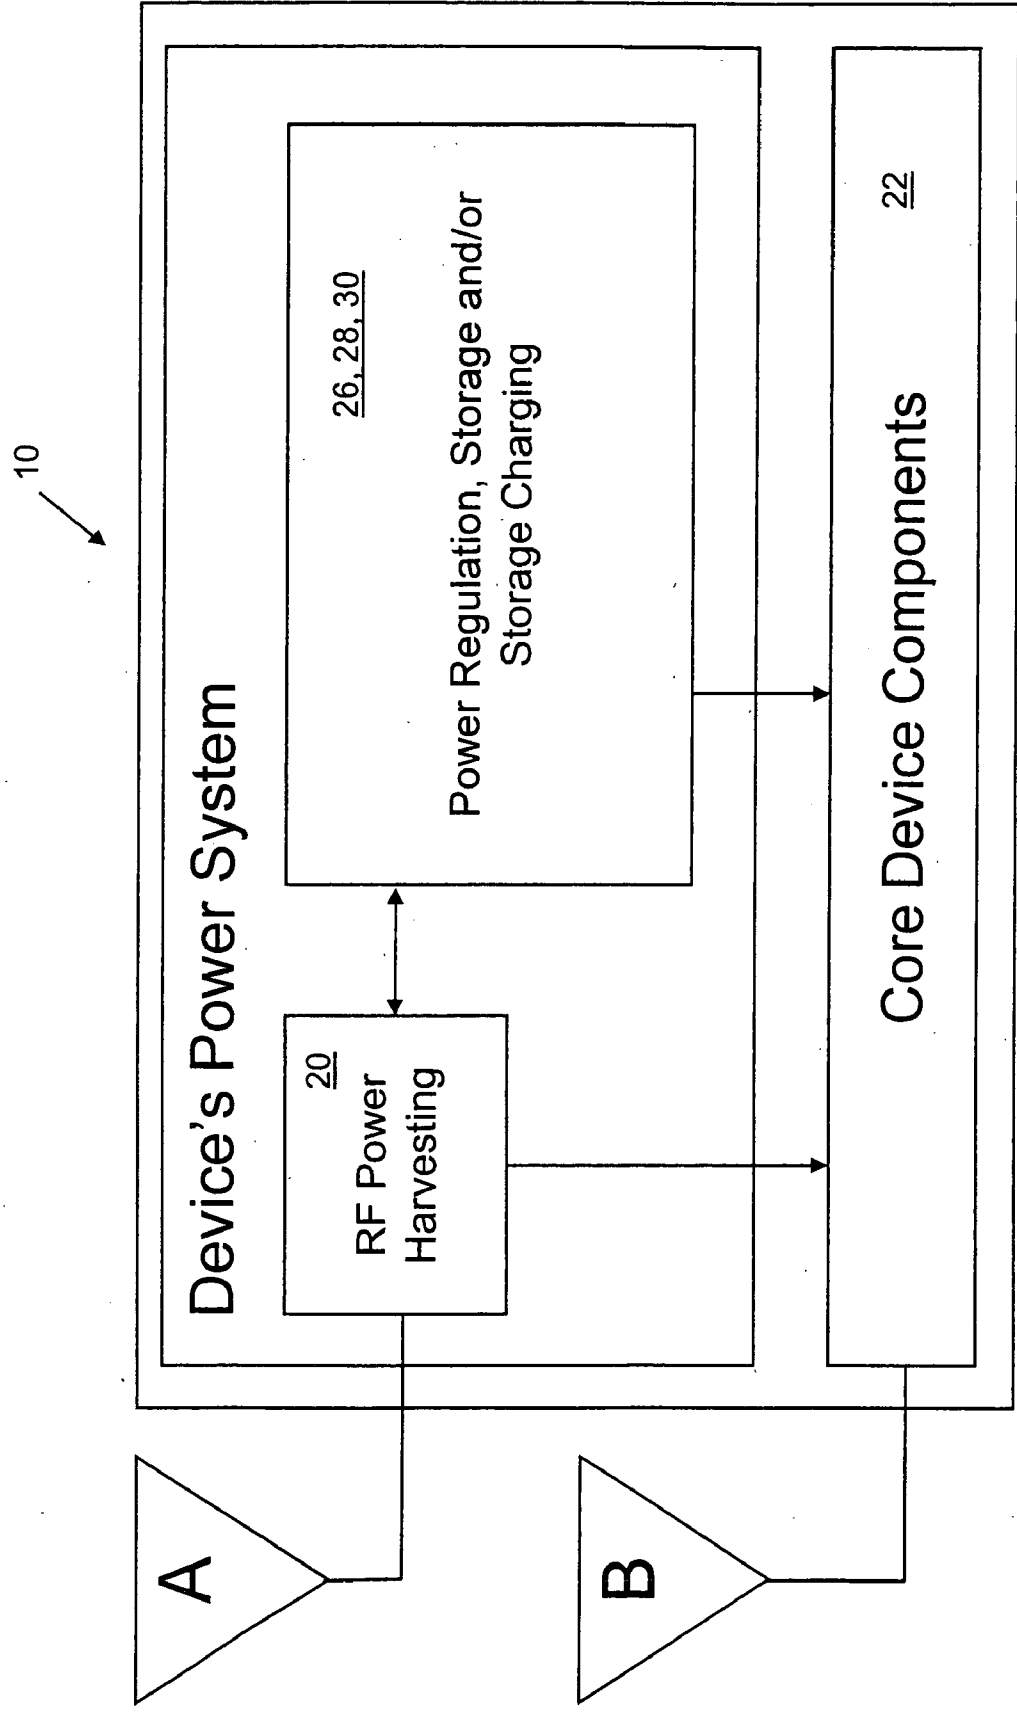 10
Device's Power System
26, 28, 30
Power Regulation, Storage and/or
Storage Charging
20
RF Power
Harvesting
22
Core Device Components
A
B